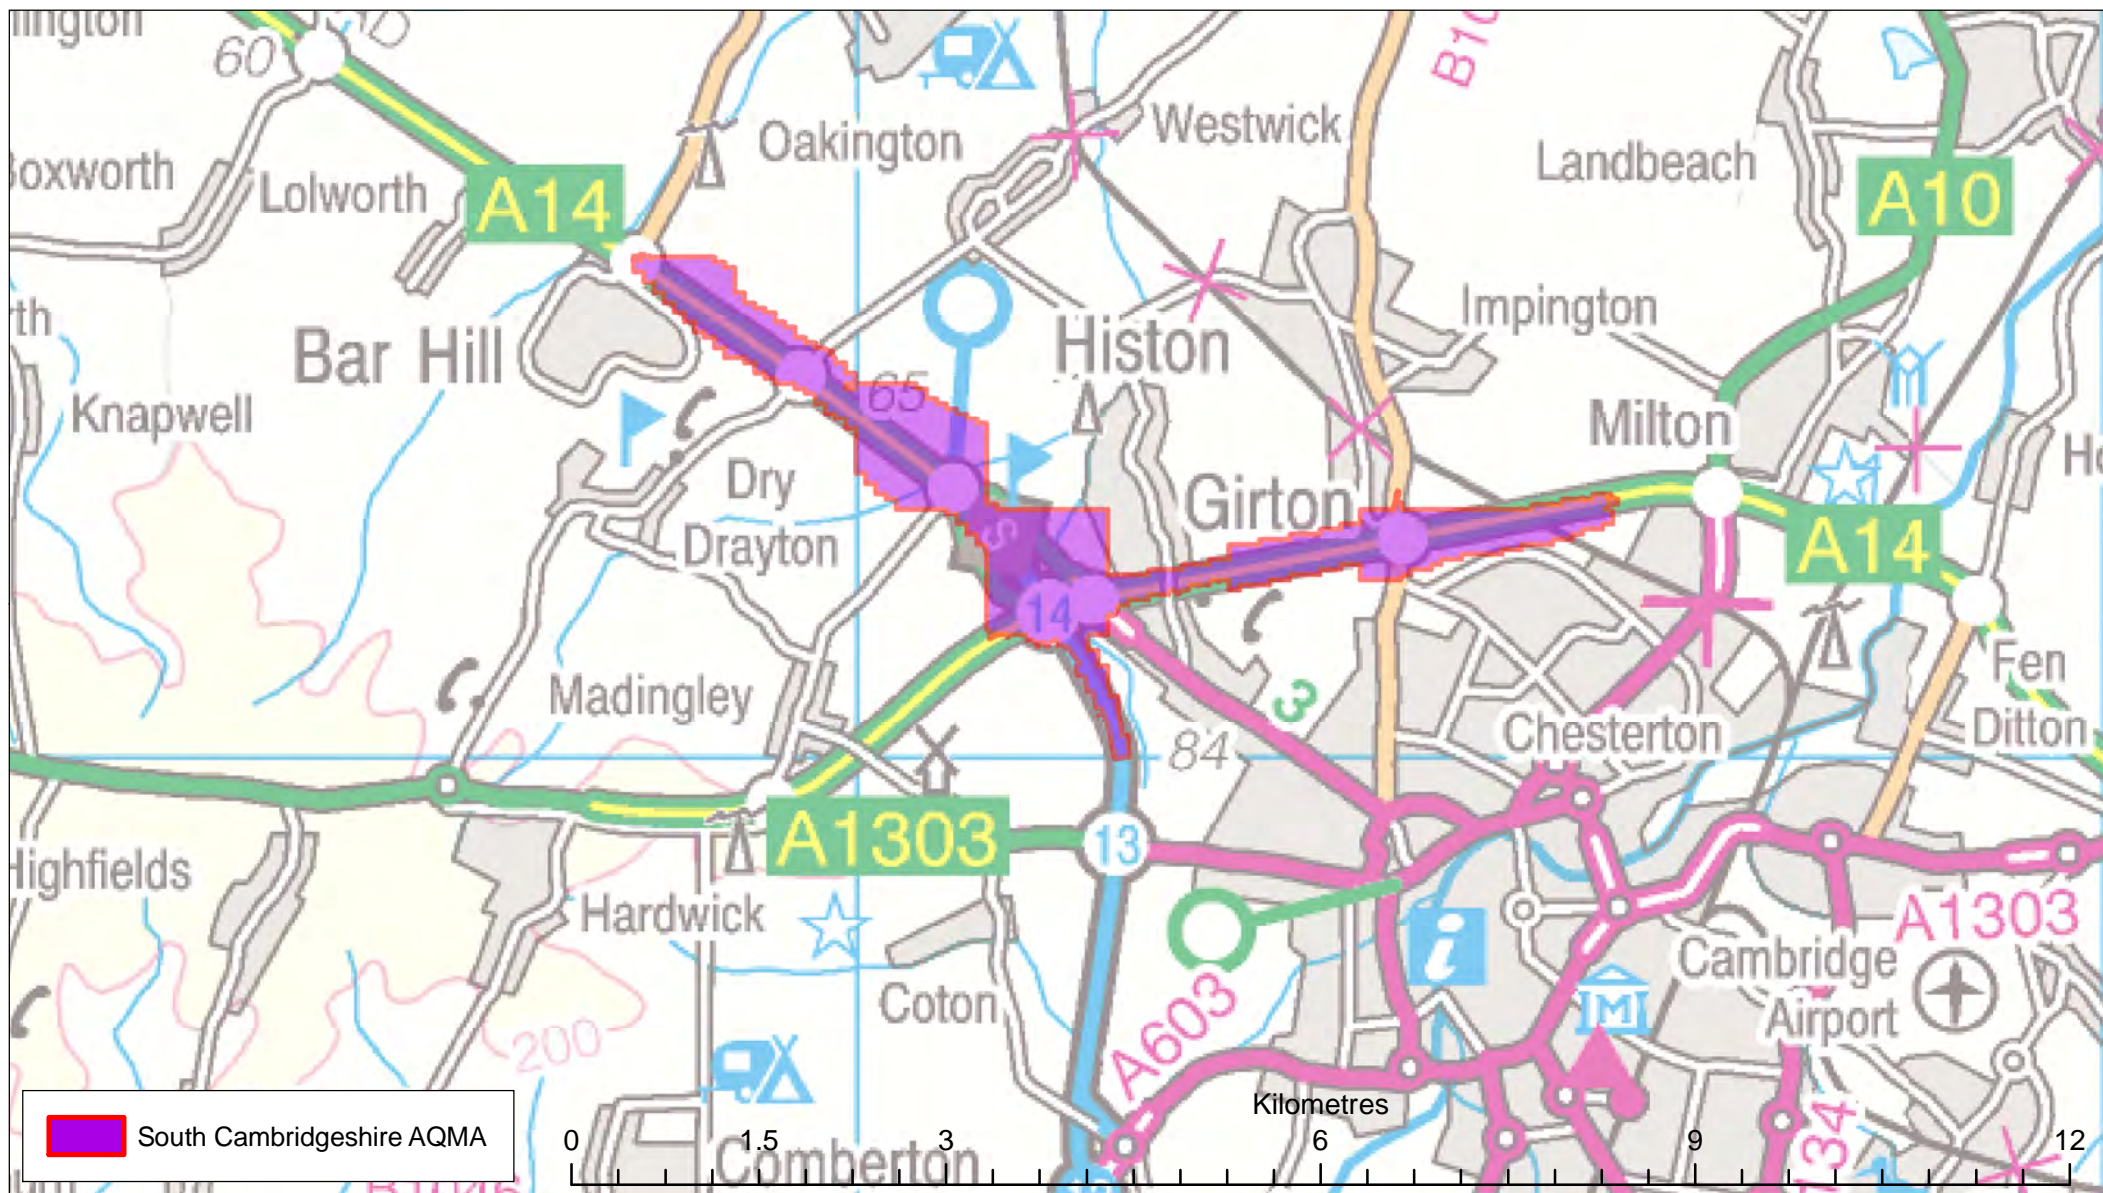 60
Oakington
Westwick
Landbeach
Lolworth
A14
A10
Bar Hill
Histon
Impington
65
Knapwell
Milton
Dry
Drayton
Girton
S
A14
14
Madingley
3
84
Chesterton
Fen
Ditton
A1303
13
Hardwick
A1303
Cambridge
Airport
i
M
Coton
A603
200
Kilometres
South Cambridgeshire AQMA
0 1.5 3 6 9 12
Comberton